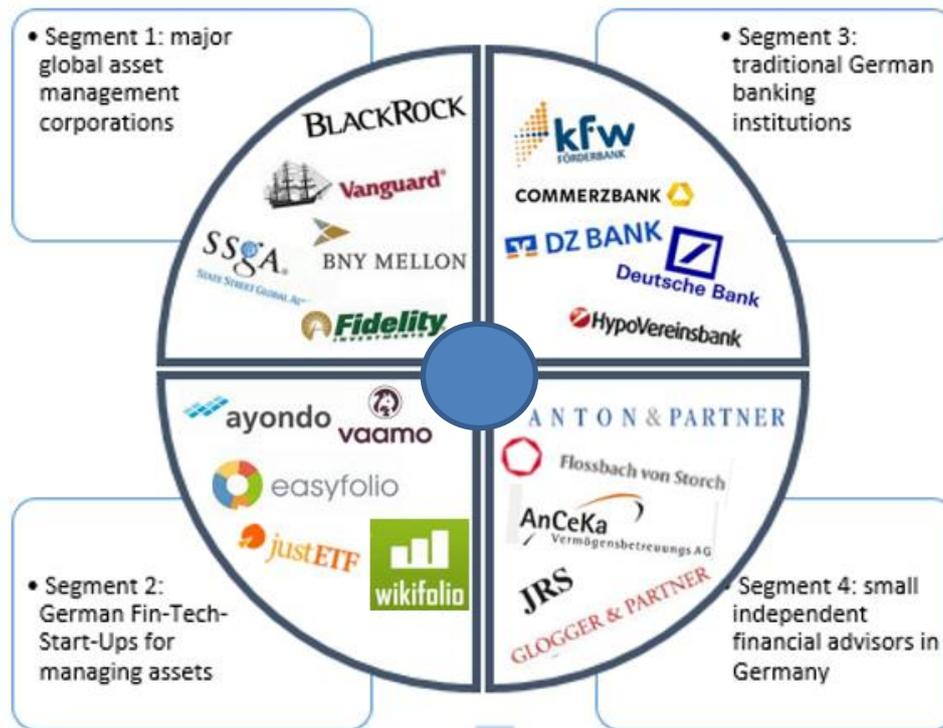 • Segment 1: major
global asset
management
corporations
BLACKROCK
Vanguard®
SSGA®
STATE STREET GLOBAL
BNY MELLON
Fidelity
INVESTMENTS
• Segment 3:
traditional German
banking
institutions
kfw
FÖRDERBANK
COMMERZBANK
DZ BANK
Deutsche Bank
HypoVereinsbank
ayondo
vaamo
easyfolio
justETF
wikifolio
• Segment 2:
German Fin-Tech-
Start-Ups for
managing assets
ANTON & PARTNER
Flossbach von Storch
AnCeKa
Vermögensbetreuungs AG
JRS
GLOGGER & PARTNER
• Segment 4: small
independent
financial advisors in
Germany